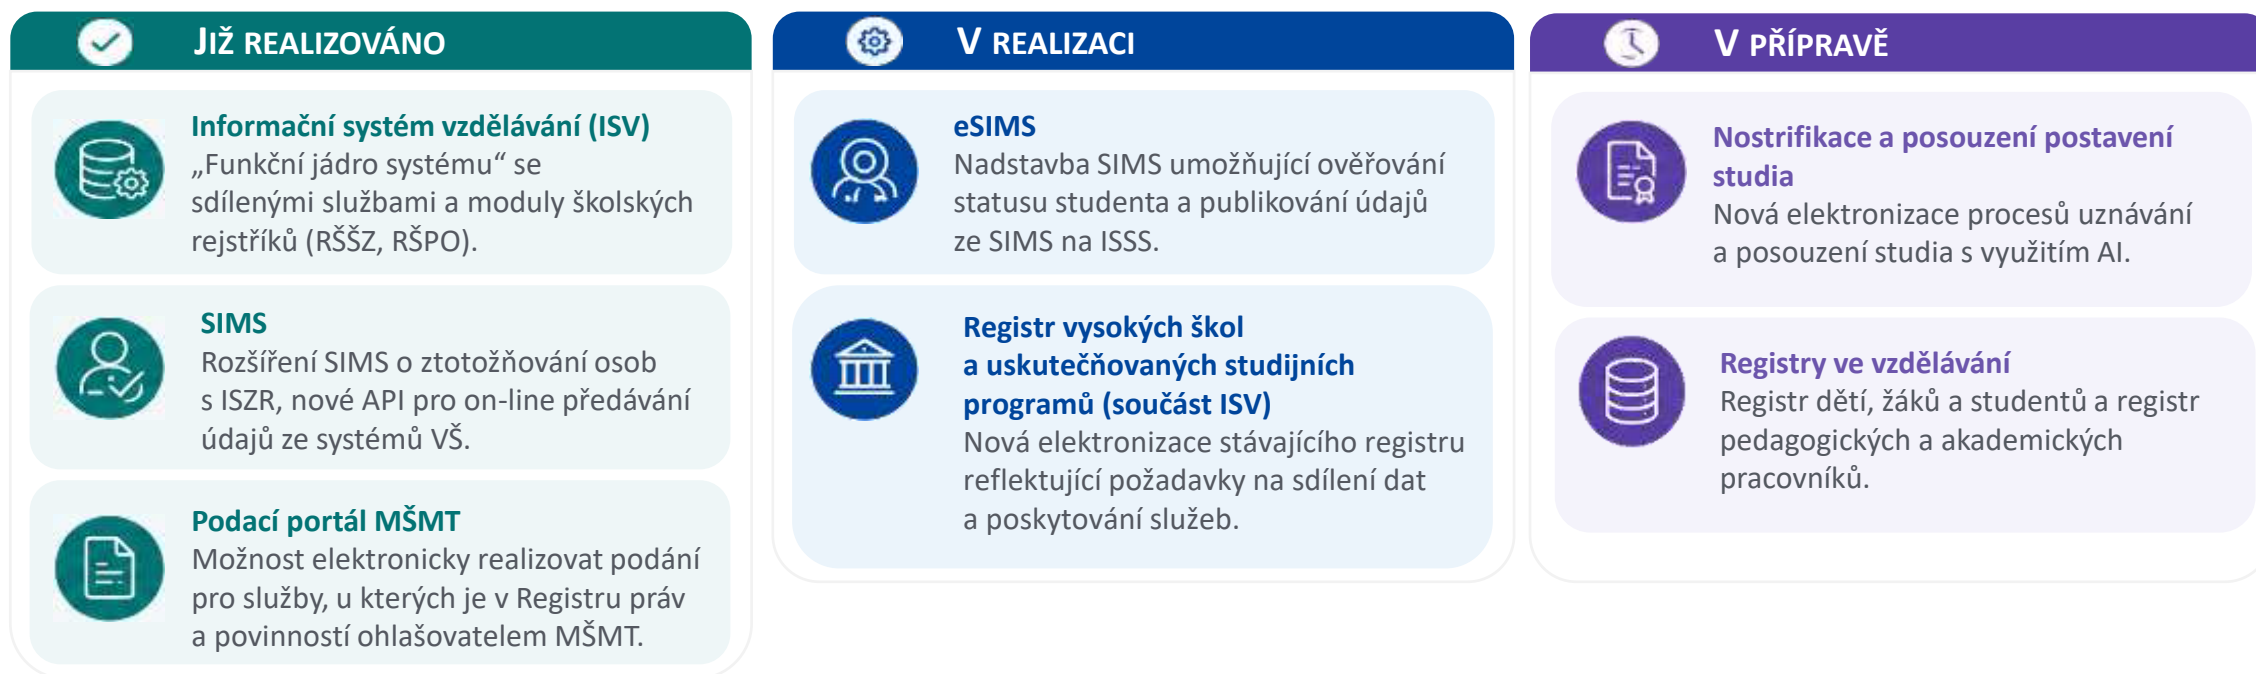 JIŽ REALIZOVÁNO
Informační systém vzdělávání (ISV)
„Funkční jádro systému“ se
sdílenými službami a moduly školských
rejstříků (RŠŠZ, RŠPO).
SIMS
Rozšíření SIMS o ztotožňování osob
s ISZR, nové API pro on-line předávání
údajů ze systémů VŠ.
Podací portál MŠMT
Možnost elektronicky realizovat podání
pro služby, u kterých je v Registru práv
a povinností ohlašovatelem MŠMT.
V REALIZACI
eSIMS
Nadstavba SIMS umožňující ověřování
statusu studenta a publikování údajů
ze SIMS na ISSS.
Registr vysokých škol
a uskutečňovaných studijních
programů (součást ISV)
Nová elektronizace stávajícího registru
reflektující požadavky na sdílení dat
a poskytování služeb.
V PŘÍPRAVĚ
Nostrifikace a posouzení postavení
studia
Nová elektronizace procesů uznávání
a posouzení studia s využitím AI.
Registry ve vzdělávání
Registr dětí, žáků a studentů a registr
pedagogických a akademických
pracovníků.